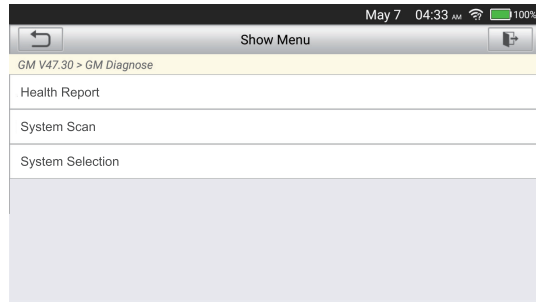 May 7 04:33 AM 100%
Show Menu
GM V47.30 > GM Diagnose
Health Report
System Scan
System Selection